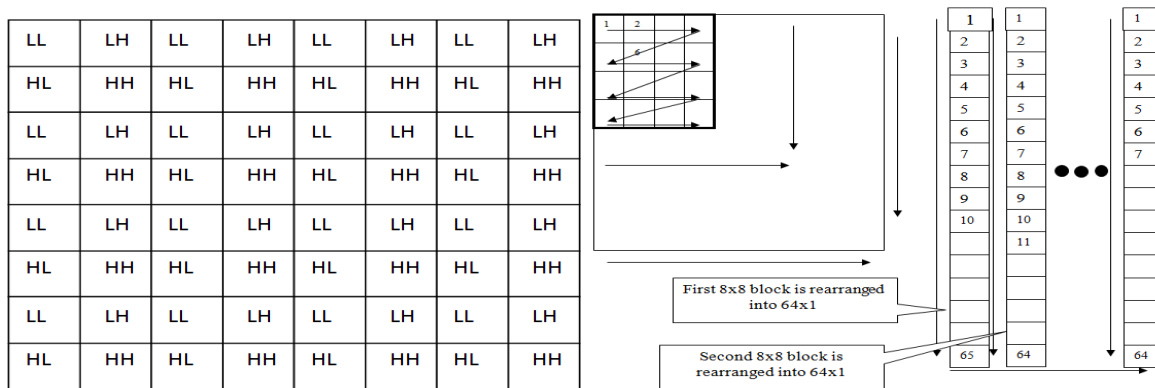 LL LH LL LH LL LH LL LH
HL HH HL HH HL HH HL HH
LL LH LL LH LL LH LL LH
HL HH HL HH HL HH HL HH
LL LH LL LH LL LH LL LH
HL HH HL HH HL HH HL HH
LL LH LL LH LL LH LL LH
HL HH HL HH HL HH HL HH
1 2
6
1 1 1
2 2 2
3 3 3
4 4 4
5 5 5
6 6 6
7 7 7
8 8
9 9
10 10
11
65 64 64
First 8x8 block is rearranged
into 64x1
Second 8x8 block is
rearranged into 64x1